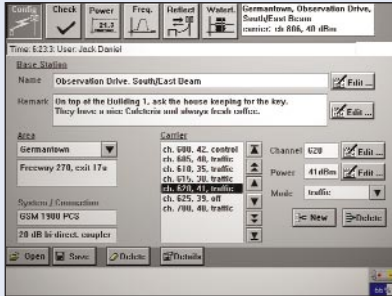 Config
Check
Power
Freq.
Reflect
Waterf.
Germantown, Observation Drive,
South/East Beam
carrier: ch 806, 40 dBm
Time: 6:23:3: User: Jack Daniel
Base Station
Name
Observation Drive. South/East Beam
Edit ...
Remark
On top of the Building 1, ask the house keeping for the key.
They have a nice Cafeteria and always fresh coffee.
Edit ...
Area
Germantown
Freeway 270, exit 17a
System / Connection
GSM 1900 PCS
20 dB bi direct. coupler
Carrier
ch. 600, 42, control
ch. 605, 40, traffic
ch. 610, 35, traffic
ch. 615, 30, traffic
ch. 620, 41, traffic
ch. 625, 39, off
ch. 700, 40, traffic
Channel
620
Edit ...
Power
41dBm
Edit ...
Mode
traffic
New
Delete
Open
Save
Delete
Details